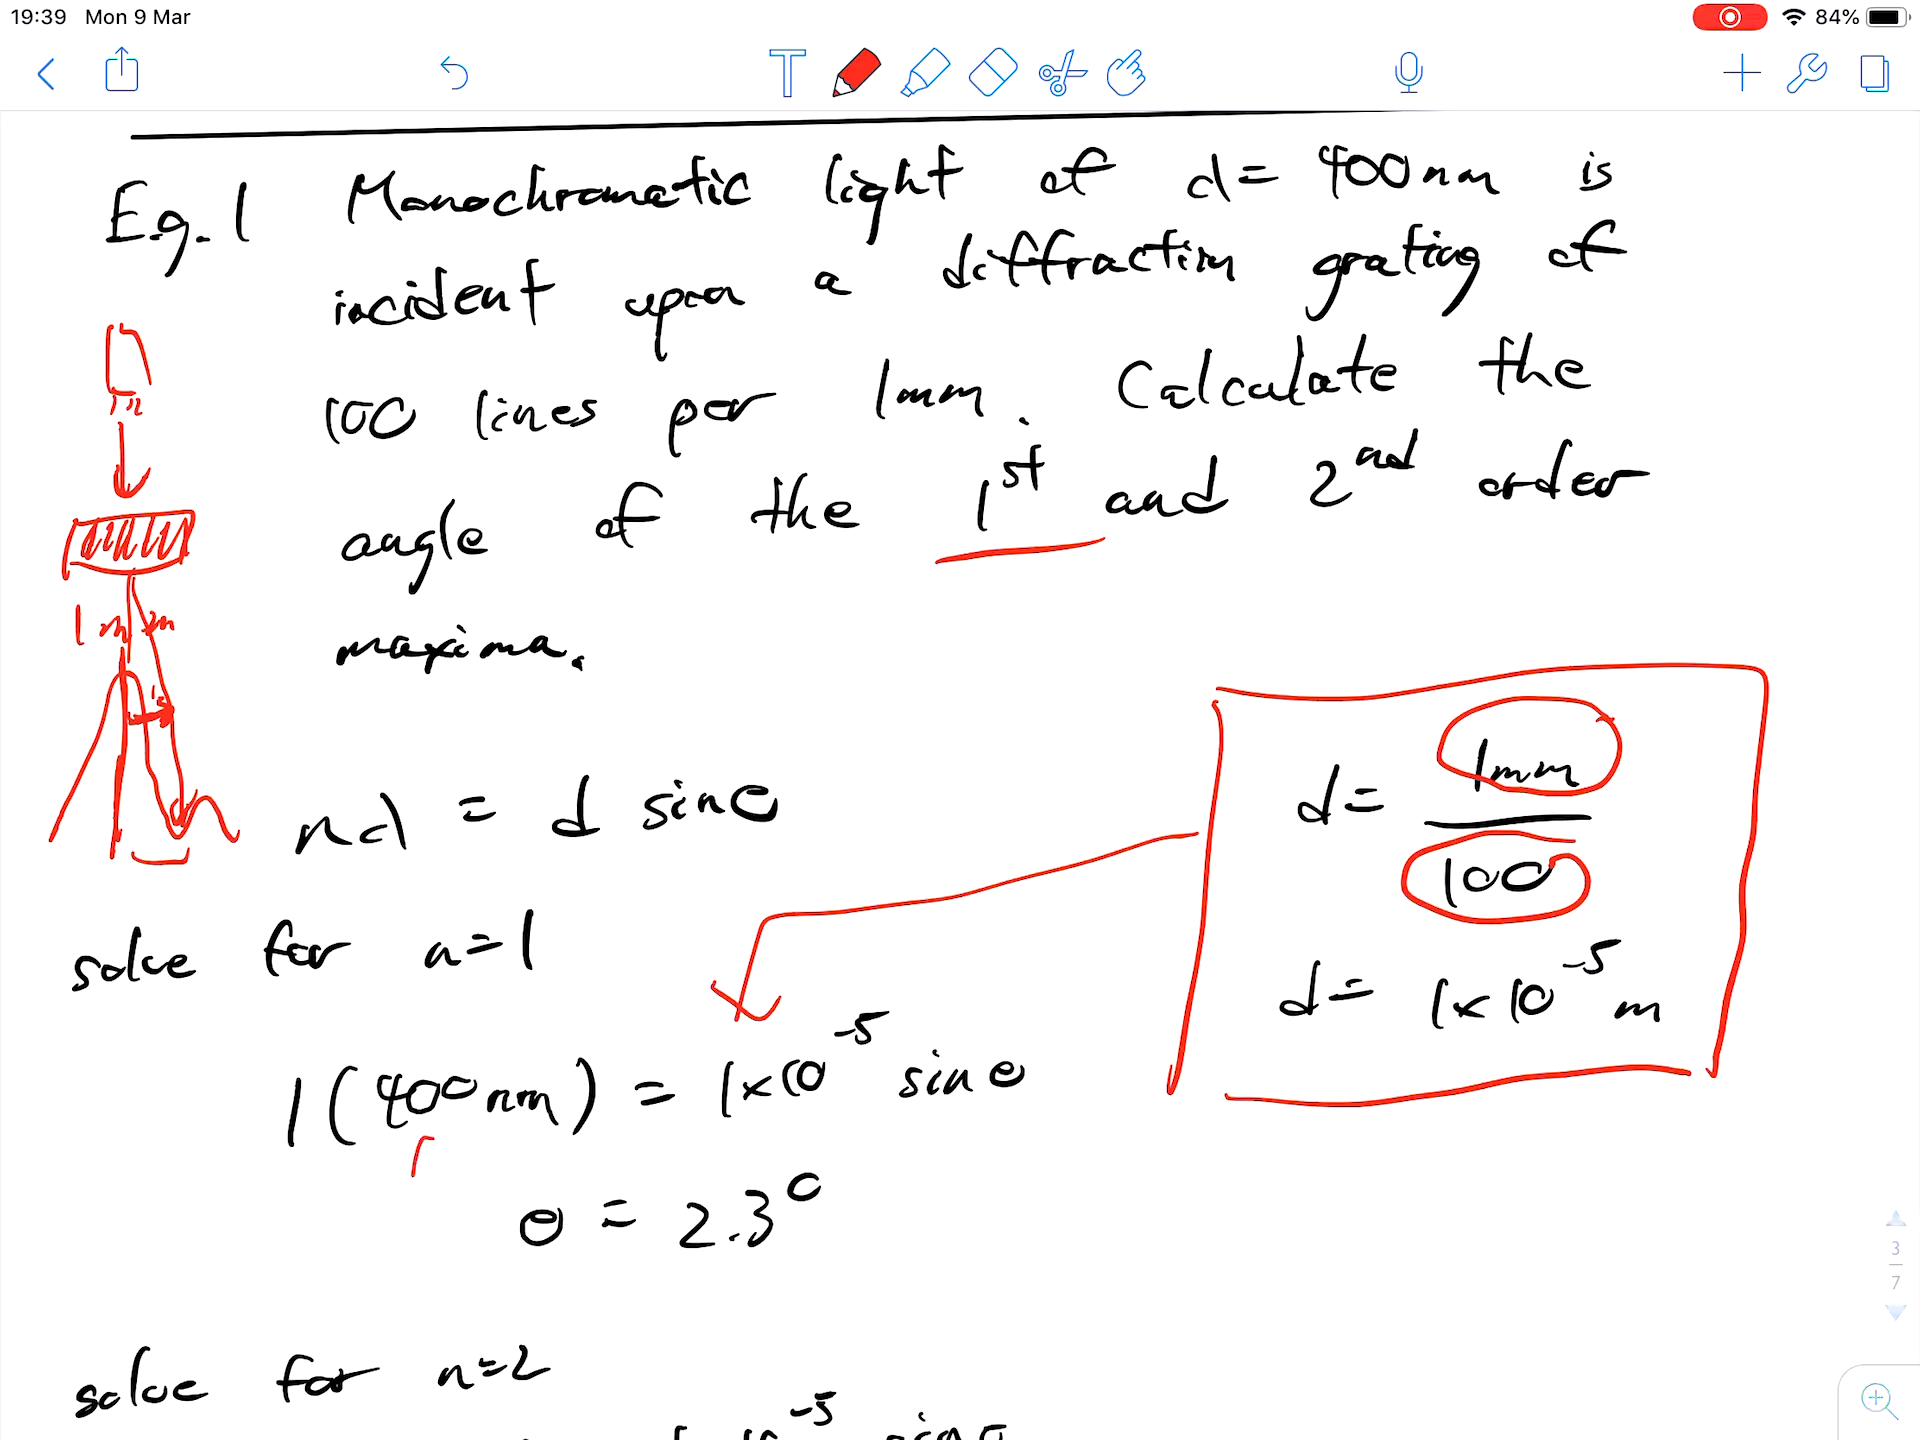 19:39 Mon 9 Mar 84%
T
Eg. 1 Monochromatic light of λ = 400nm is
incident upon a diffraction grating of
100 lines per 1mm. Calculate the
angle of the 1st and 2nd order
maxima.
1m
nλ = d sinθ
d = 1mm
100
d = 1×10⁻⁵ m
solve for n=1
1(400nm) = 1×10⁻⁵ sinθ
θ = 2.3°
3
7
solve for n=2